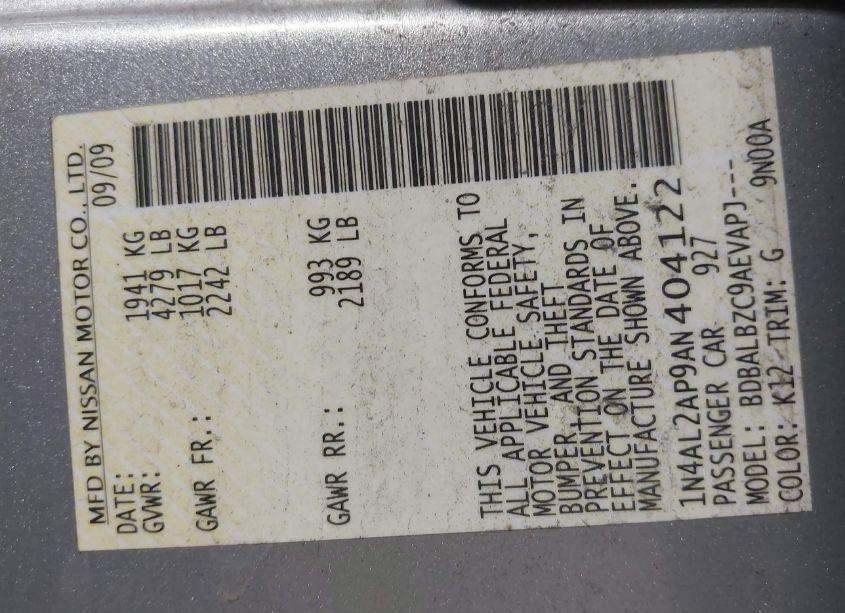 MFD BY NISSAN MOTOR CO., LTD.
DATE: 09/09
GVWR: 1941 KG
4279 LB
GAWR FR.: 1017 KG
2242 LB
GAWR RR.: 993 KG
2189 LB
THIS VEHICLE CONFORMS TO
ALL APPLICABLE FEDERAL
MOTOR VEHICLE SAFETY,
BUMPER AND THEFT
PREVENTION STANDARDS IN
EFFECT ON THE DATE OF
MANUFACTURE SHOWN ABOVE.
1N4AL2AP9AN404122
PASSENGER CAR 927
MODEL: BDBALBZC9AEVAPJ---
COLOR: K12 TRIM: G 9N00A